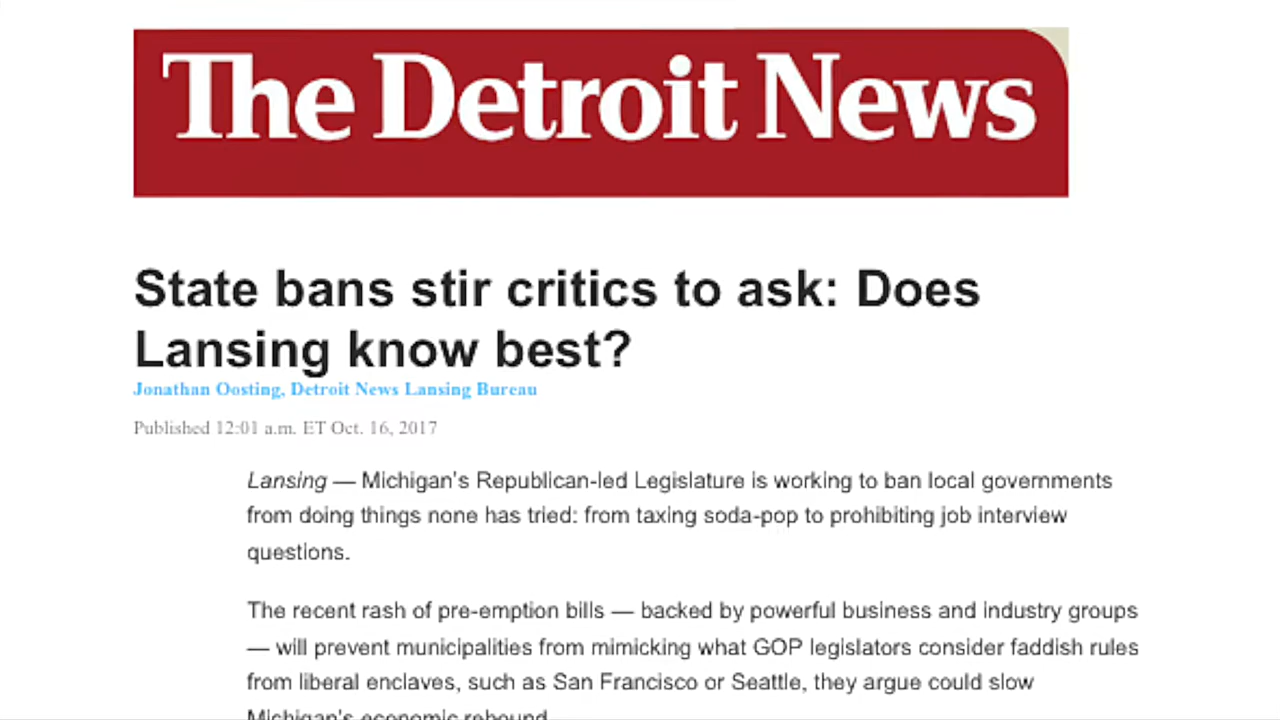 The Detroit News
State bans stir critics to ask: Does
Lansing know best?
Jonathan Oosting, Detroit News Lansing Bureau
Published 12:01 a.m. ET Oct. 16, 2017
Lansing — Michigan's Republican-led Legislature is working to ban local governments
from doing things none has tried: from taxing soda-pop to prohibiting job interview
questions.
The recent rash of pre-emption bills — backed by powerful business and industry groups
— will prevent municipalities from mimicking what GOP legislators consider faddish rules
from liberal enclaves, such as San Francisco or Seattle, they argue could slow
Michigan's economic rebound